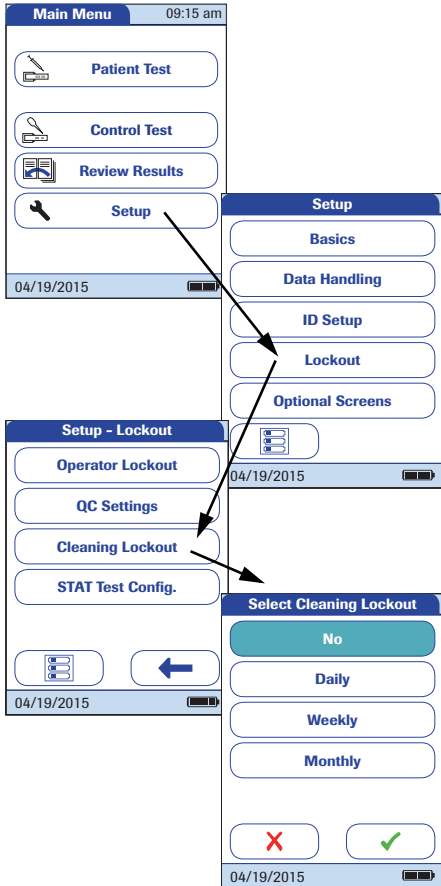 Main Menu 09:15 am
Patient Test
Control Test
Review Results
Setup
04/19/2015
Setup
Basics
Data Handling
ID Setup
Lockout
Optional Screens
04/19/2015
Setup - Lockout
Operator Lockout
QC Settings
Cleaning Lockout
STAT Test Config.
04/19/2015
Select Cleaning Lockout
No
Daily
Weekly
Monthly
04/19/2015